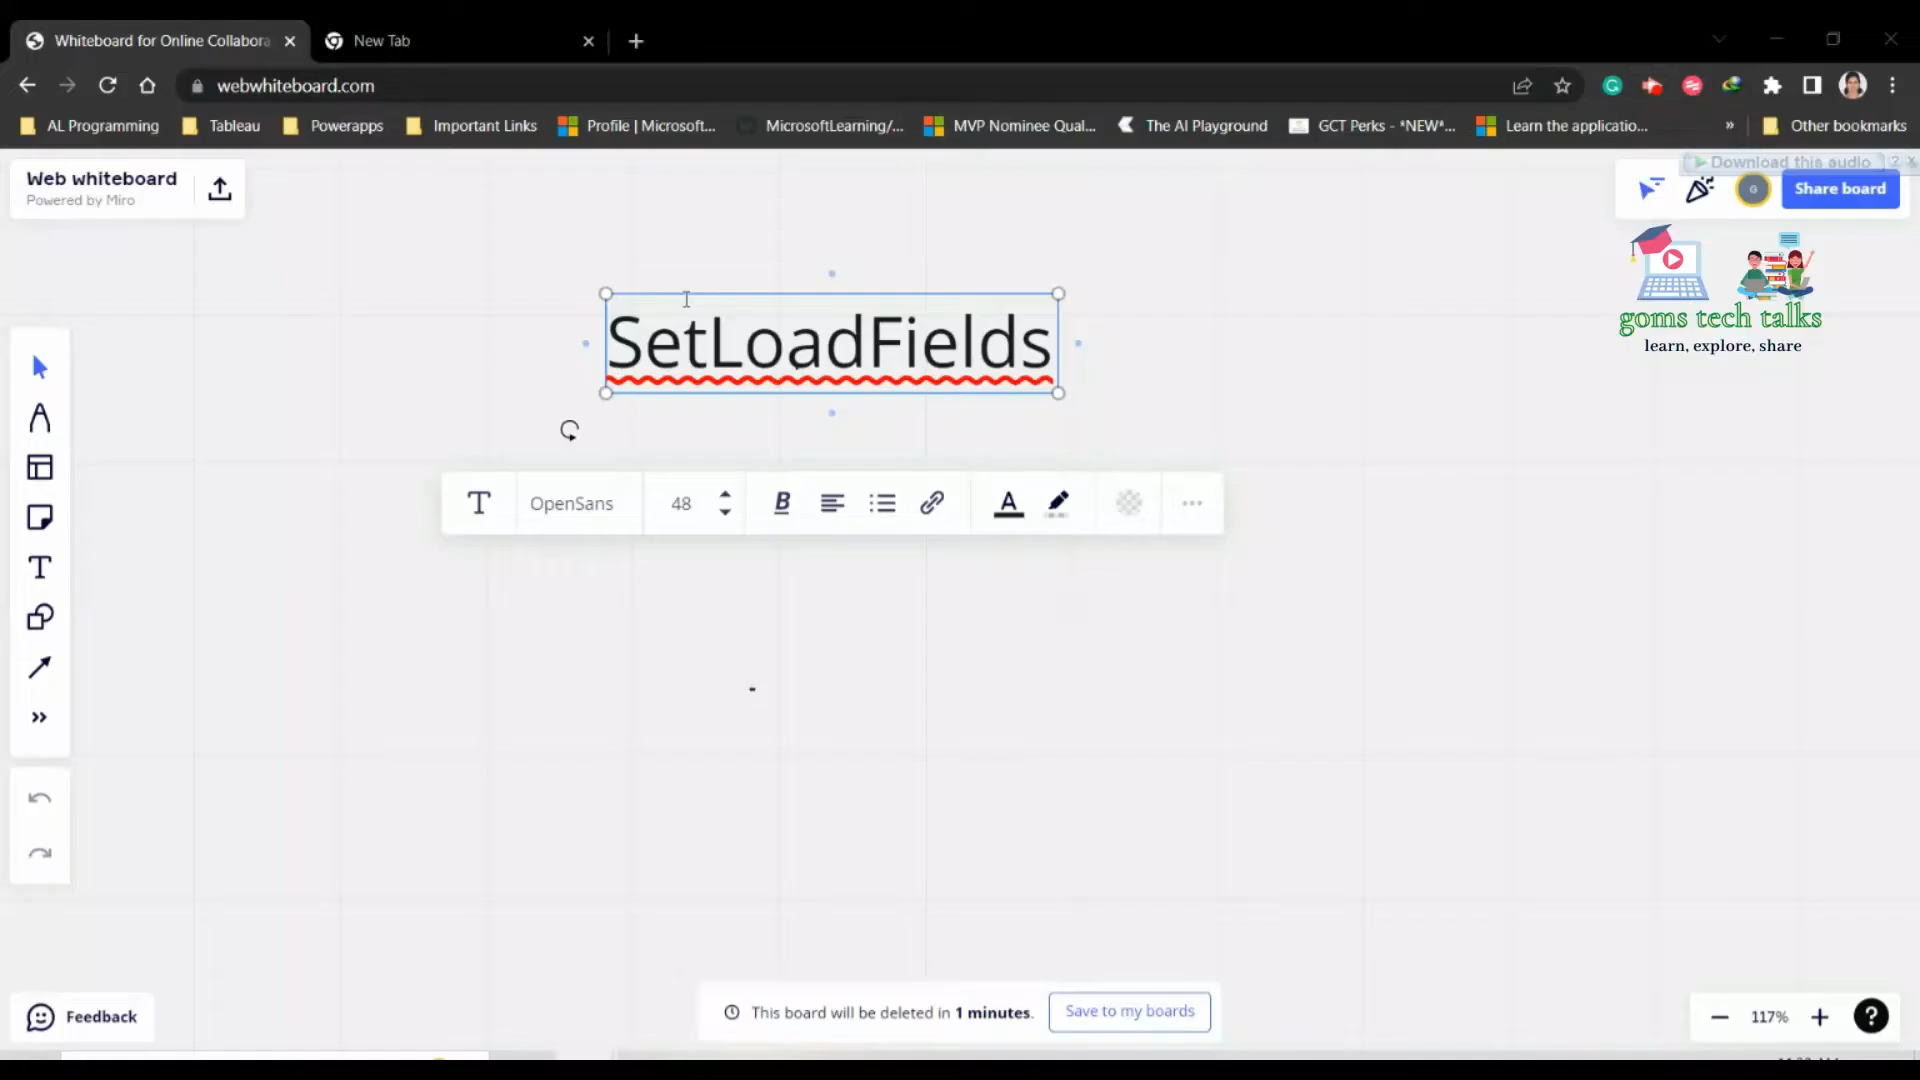 Whiteboard for Online Collabora
New Tab
webwhiteboard.com
AL Programming
Tableau
Powerapps
Important Links
Profile | Microsoft...
MicrosoftLearning/...
MVP Nominee Qual...
The AI Playground
GCT Perks - *NEW*...
Learn the applicatio...
»
Other bookmarks
Web whiteboard
Powered by Miro
Download this audio
?
x
G
Share board
goms tech talks
learn, explore, share
SetLoadFields
OpenSans
48
B
A
Feedback
This board will be deleted in 1 minutes.
Save to my boards
117%
?